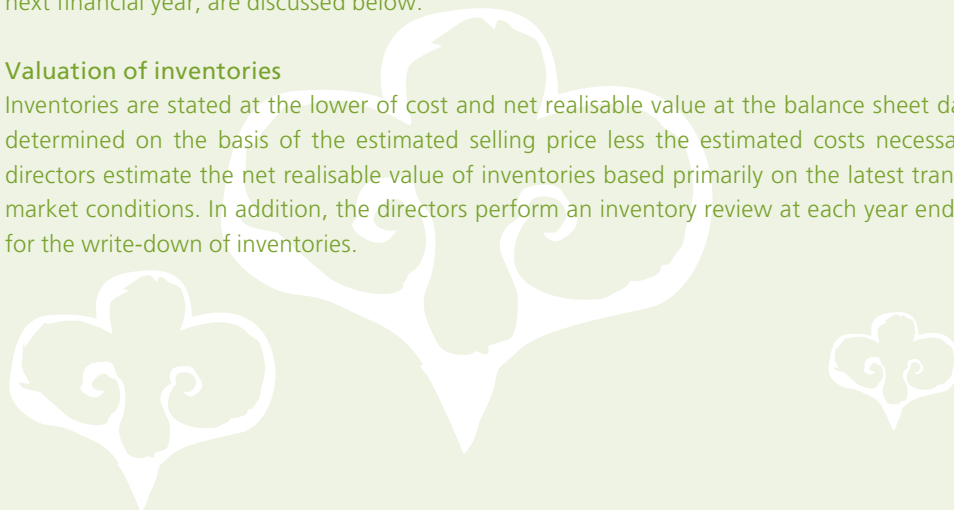 next financial year, are discussed below.
Valuation of inventories
Inventories are stated at the lower of cost and net realisable value at the balance sheet da
determined on the basis of the estimated selling price less the estimated costs necessa
directors estimate the net realisable value of inventories based primarily on the latest tran
market conditions. In addition, the directors perform an inventory review at each year end
for the write-down of inventories.